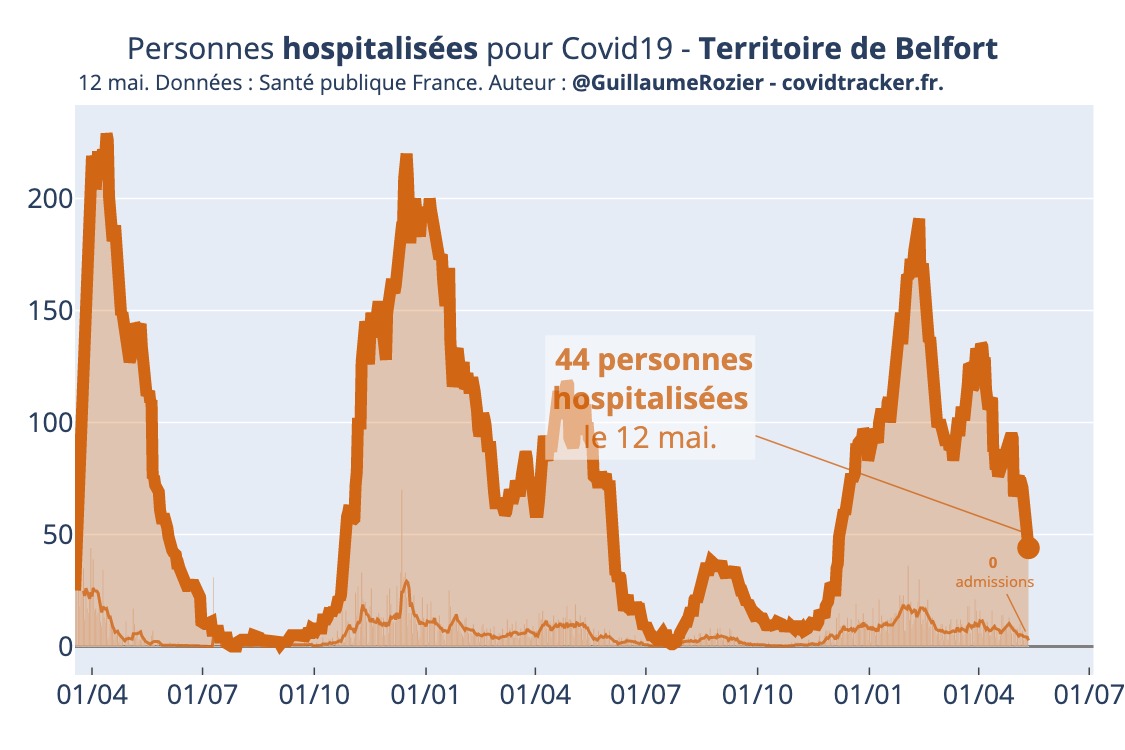 Personnes hospitalisées pour Covid19 - Territoire de Belfort
12 mai. Données : Santé publique France. Auteur : @GuillaumeRozier - covidtracker.fr.
200
150
100
50
0
44 personnes
hospitalisées
le 12 mai.
0
admissions
01/04 01/07 01/10 01/01 01/04 01/07 01/10 01/01 01/04 01/07